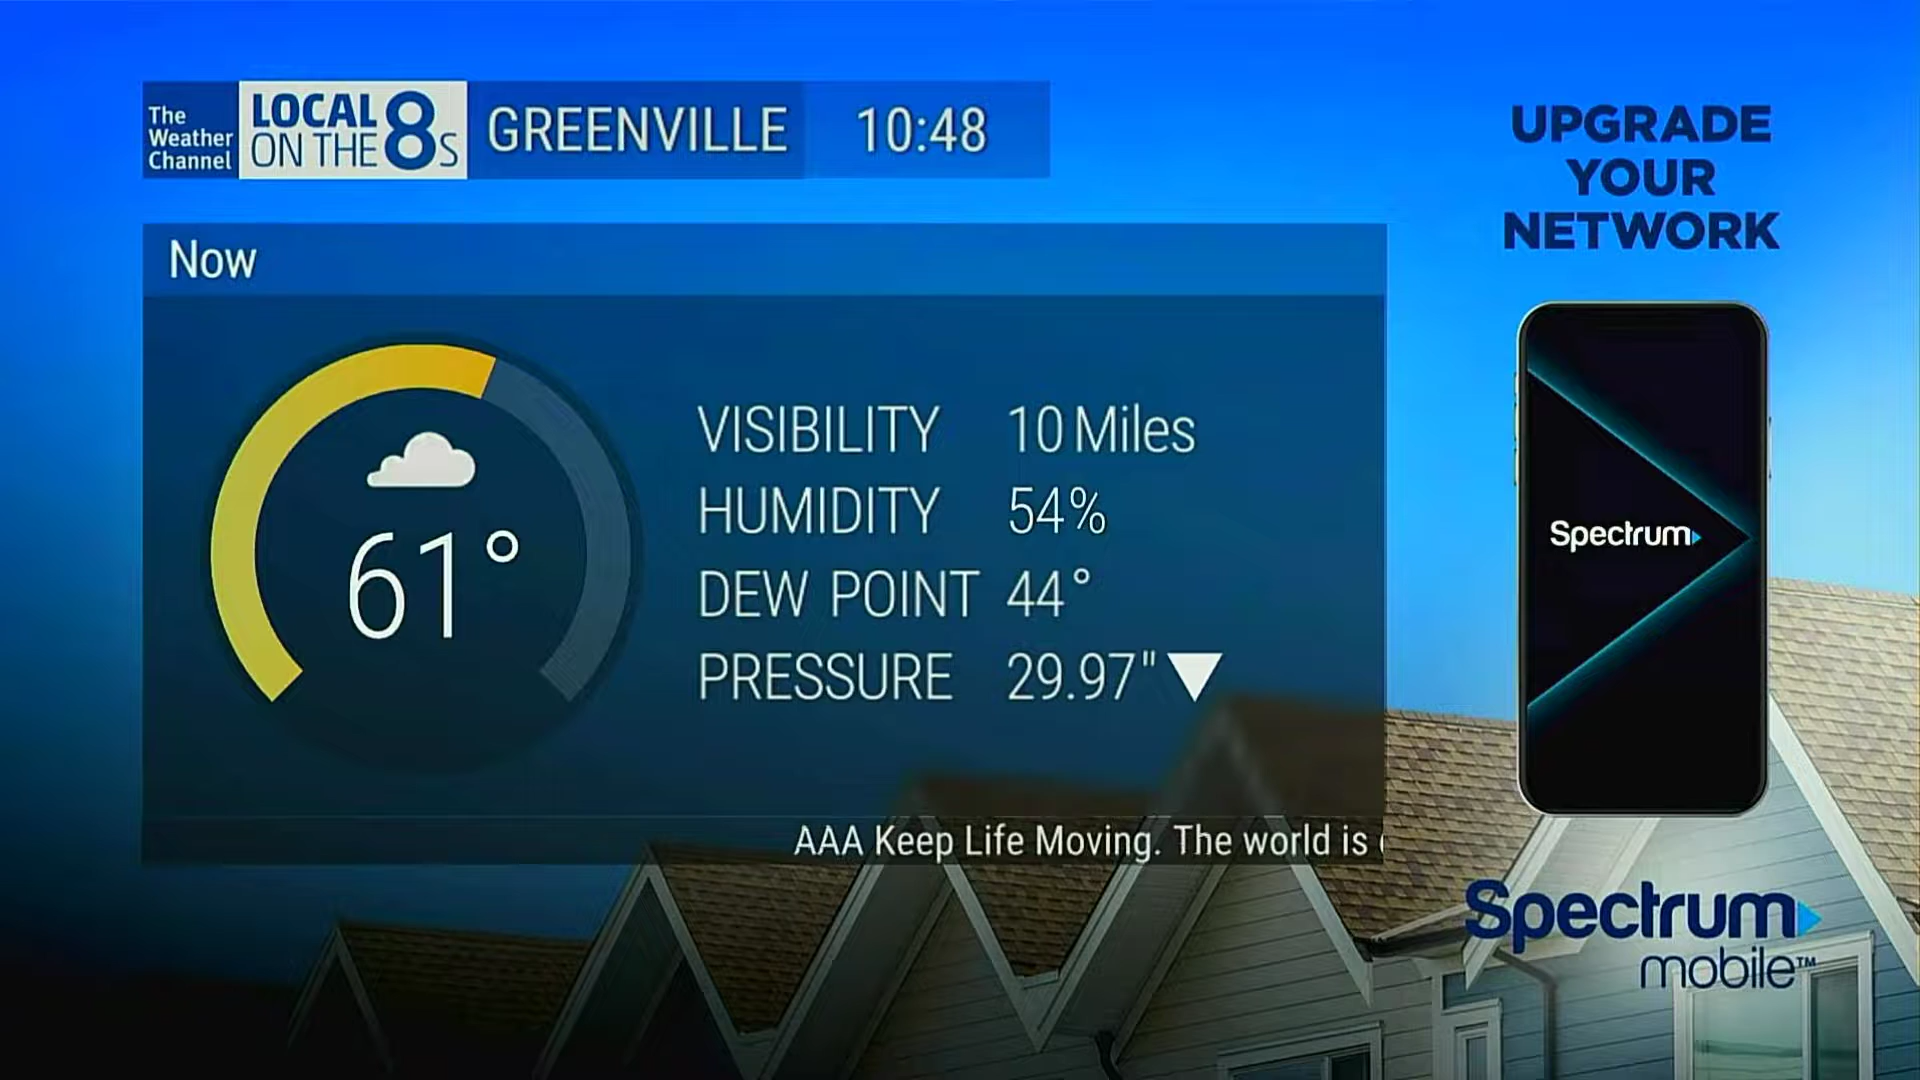 The
Weather
Channel
LOCAL
ON THE 8s
GREENVILLE
10:48
Now
61°
VISIBILITY 10 Miles
HUMIDITY 54%
DEW POINT 44°
PRESSURE 29.97"
AAA Keep Life Moving. The world is
UPGRADE
YOUR
NETWORK
Spectrum
Spectrum
mobile™